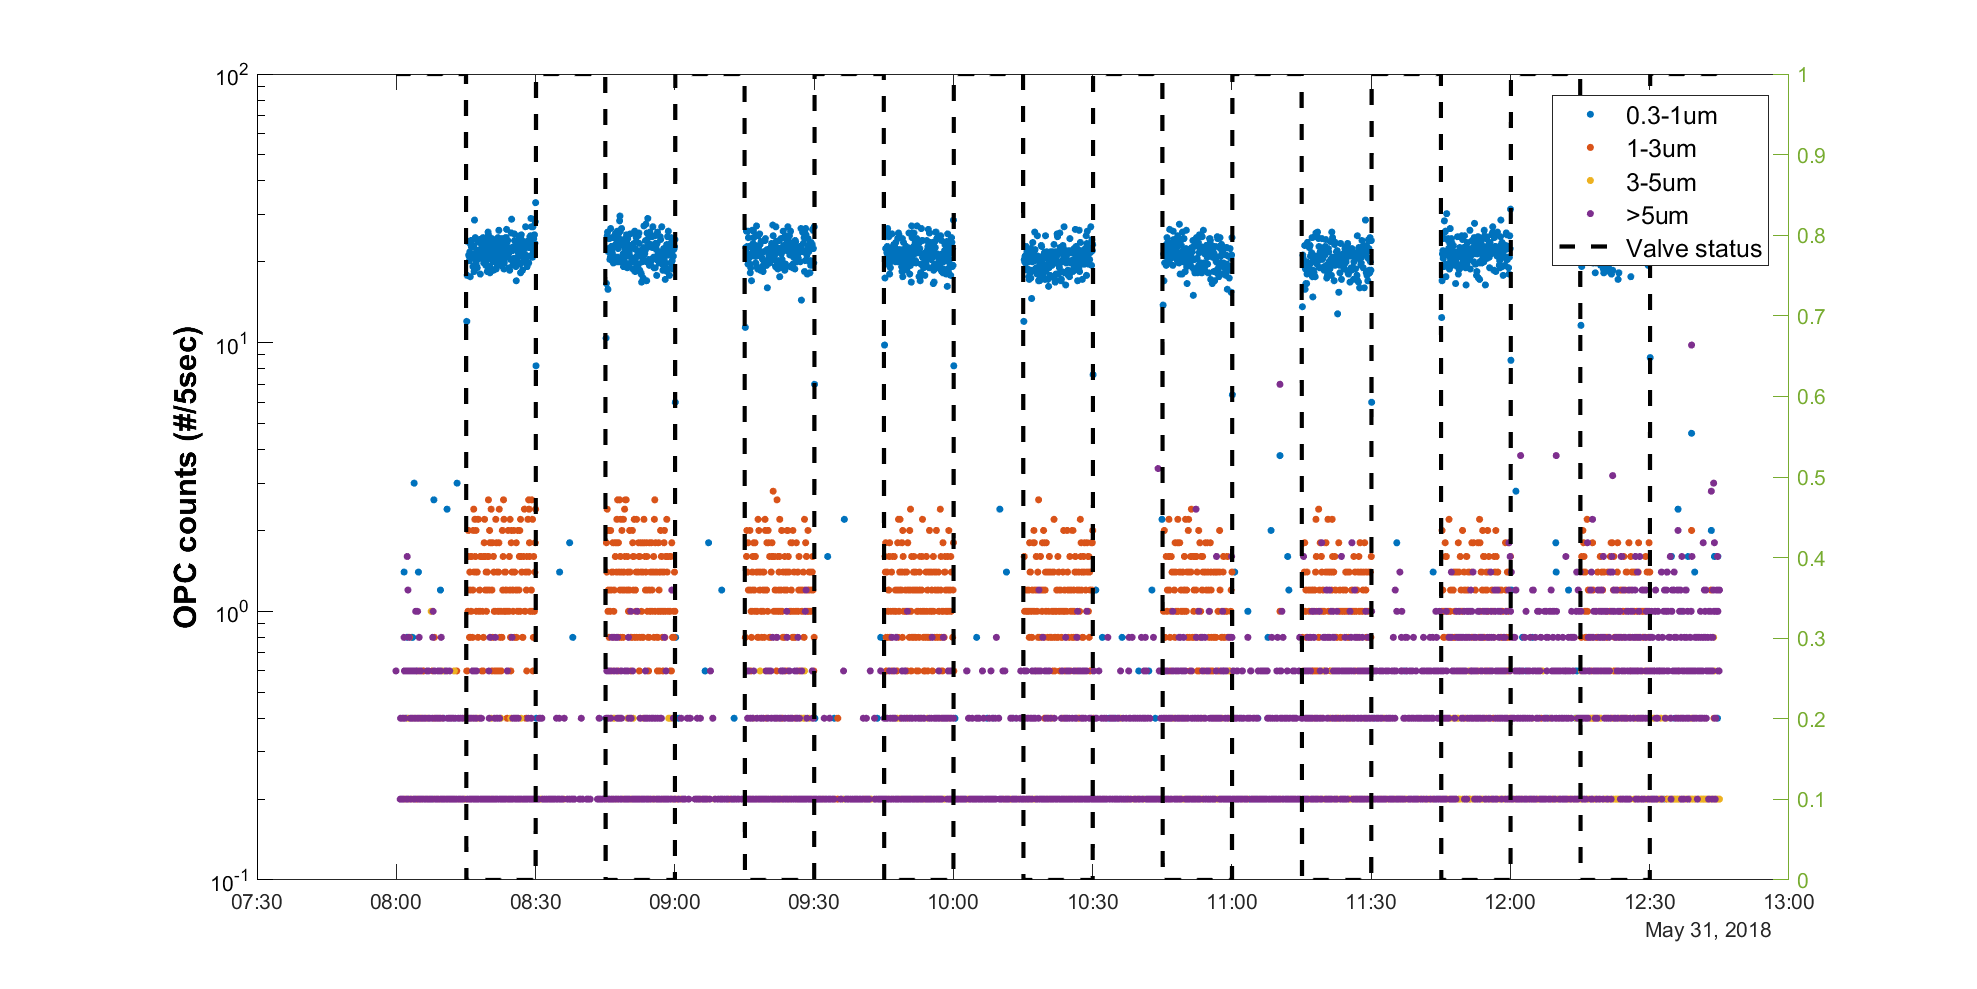 OPC counts (#/5sec)
10²
10¹
10⁰
10⁻¹
0.3-1um
1-3um
3-5um
>5um
Valve status
1
0.9
0.8
0.7
0.6
0.5
0.4
0.3
0.2
0.1
0
07:30 08:00 08:30 09:00 09:30 10:00 10:30 11:00 11:30 12:00 12:30 13:00
May 31, 2018